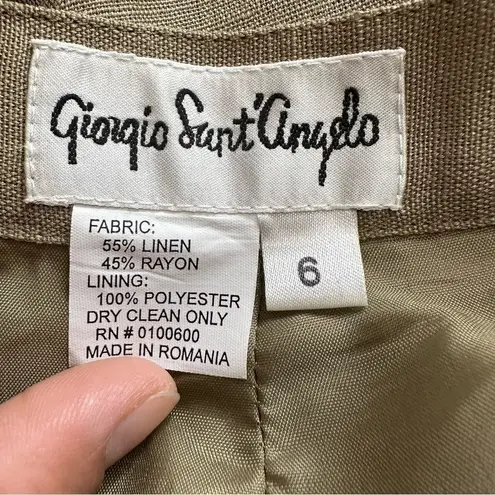 Giorgio Sant'Angelo
FABRIC:
55% LINEN
45% RAYON
LINING:
100% POLYESTER
DRY CLEAN ONLY
RN # 0100600
MADE IN ROMANIA
6